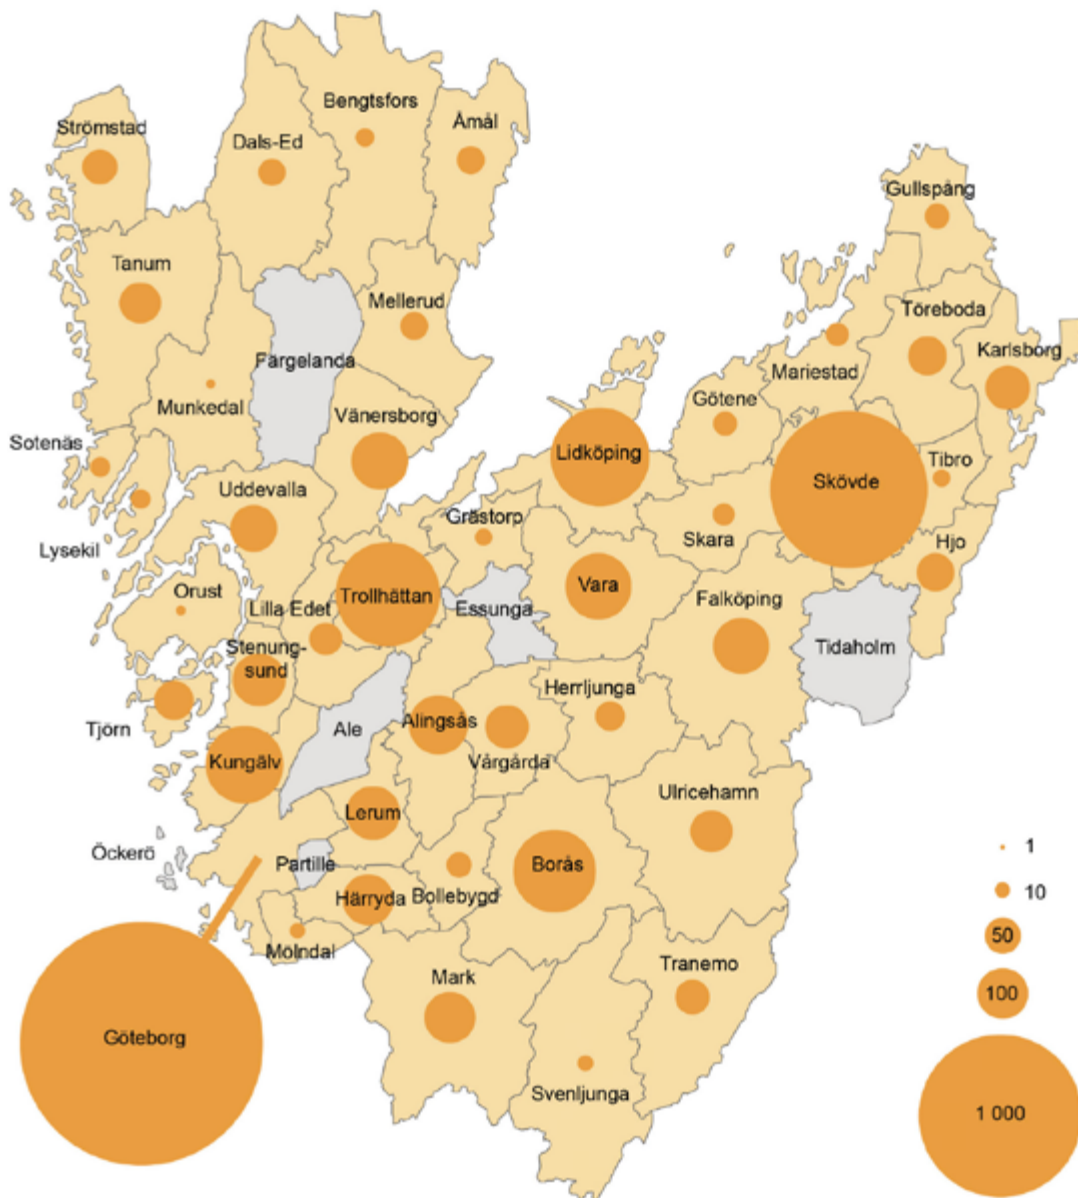 Bengtsfors
Åmål
Strömstad
Dals-Ed
Gullspång
Tanum
Mellerud
Töreboda
Färgelanda
Karlsborg
Mariestad
Munkedal
Götene
Vänersborg
Sotenäs
Lidköping
Tibro
Skövde
Uddevalla
Grästorp
Skara
Hjo
Lysekil
Vara
Orust
Lilla Edet
Trollhättan
Essunga
Falköping
Stenung-
sund
Tidaholm
Herrljunga
Tjörn
Ale
Alingsås
Vårgårda
Kungälv
Ulricehamn
Lerum
1
Öckerö
Partille
Borås
10
Härryda
Bollebygd
50
Mölndal
Tranemo
Mark
100
Göteborg
Svenljunga
1 000